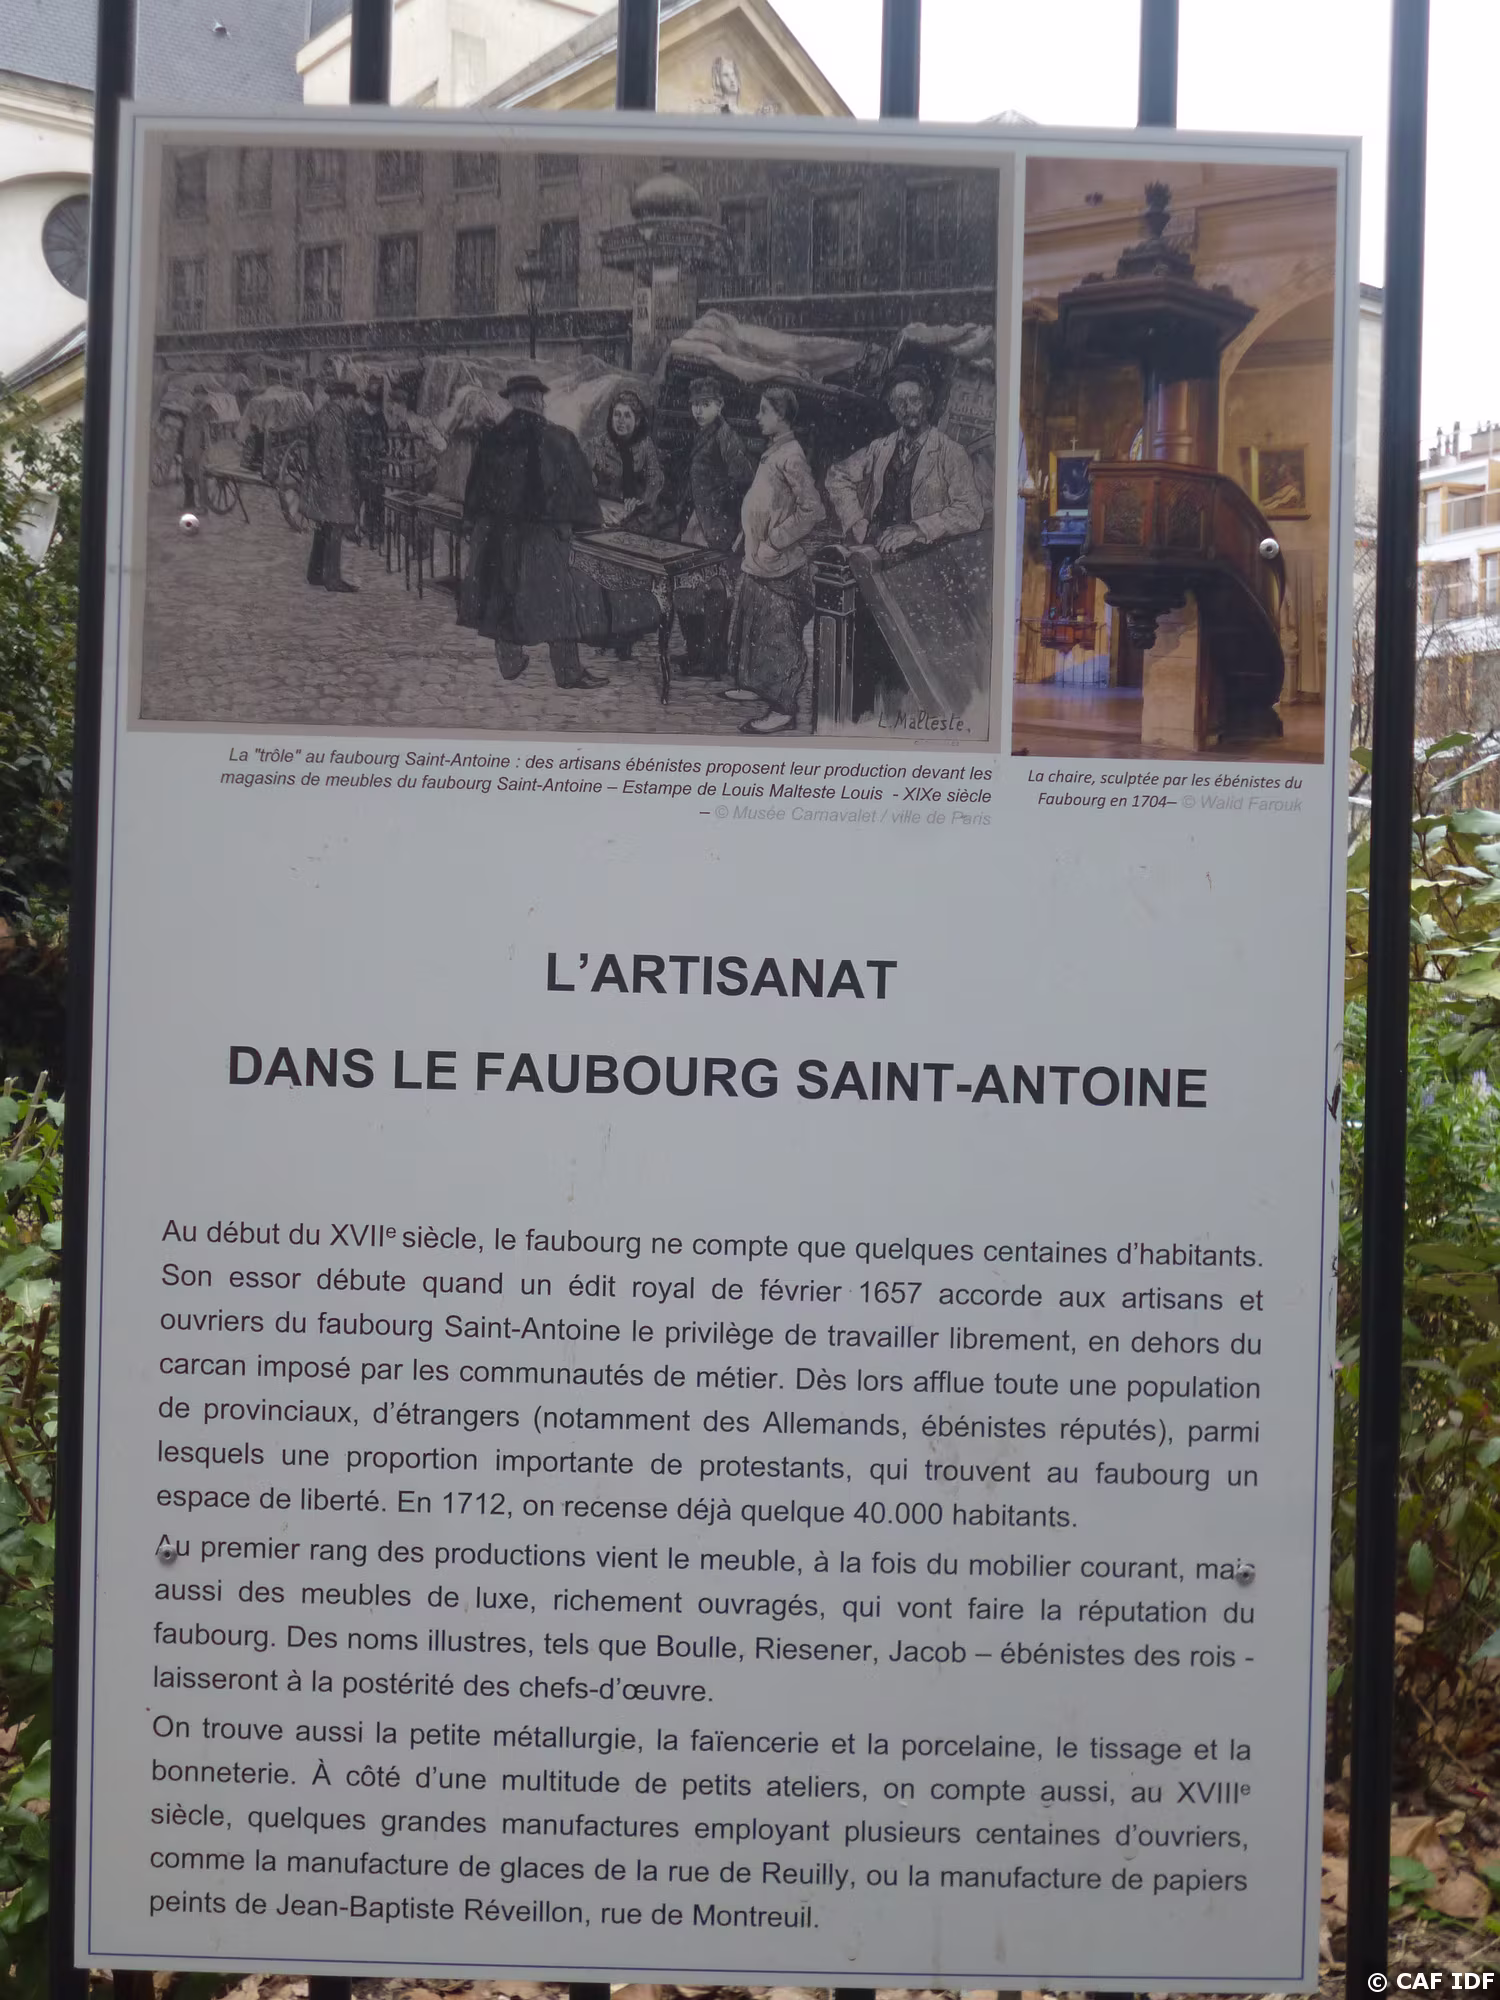 L. Malteste.
La "trôle" au faubourg Saint-Antoine : des artisans ébénistes proposent leur production devant les
magasins de meubles du faubourg Saint-Antoine – Estampe de Louis Malteste Louis - XIXe siècle
– © Musée Carnavalet / ville de Paris
La chaire, sculptée par les ébénistes du
Faubourg en 1704– © Walid Farouk
L’ARTISANAT
DANS LE FAUBOURG SAINT-ANTOINE
Au début du XVIIe siècle, le faubourg ne compte que quelques centaines d’habitants.
Son essor débute quand un édit royal de février 1657 accorde aux artisans et
ouvriers du faubourg Saint-Antoine le privilège de travailler librement, en dehors du
carcan imposé par les communautés de métier. Dès lors afflue toute une population
de provinciaux, d’étrangers (notamment des Allemands, ébénistes réputés), parmi
lesquels une proportion importante de protestants, qui trouvent au faubourg un
espace de liberté. En 1712, on recense déjà quelque 40.000 habitants.
Au premier rang des productions vient le meuble, à la fois du mobilier courant, mais
aussi des meubles de luxe, richement ouvragés, qui vont faire la réputation du
faubourg. Des noms illustres, tels que Boulle, Riesener, Jacob – ébénistes des rois -
laisseront à la postérité des chefs-d’œuvre.
On trouve aussi la petite métallurgie, la faïencerie et la porcelaine, le tissage et la
bonneterie. À côté d’une multitude de petits ateliers, on compte aussi, au XVIIIe
siècle, quelques grandes manufactures employant plusieurs centaines d’ouvriers,
comme la manufacture de glaces de la rue de Reuilly, ou la manufacture de papiers
peints de Jean-Baptiste Réveillon, rue de Montreuil.
© CAF IDF